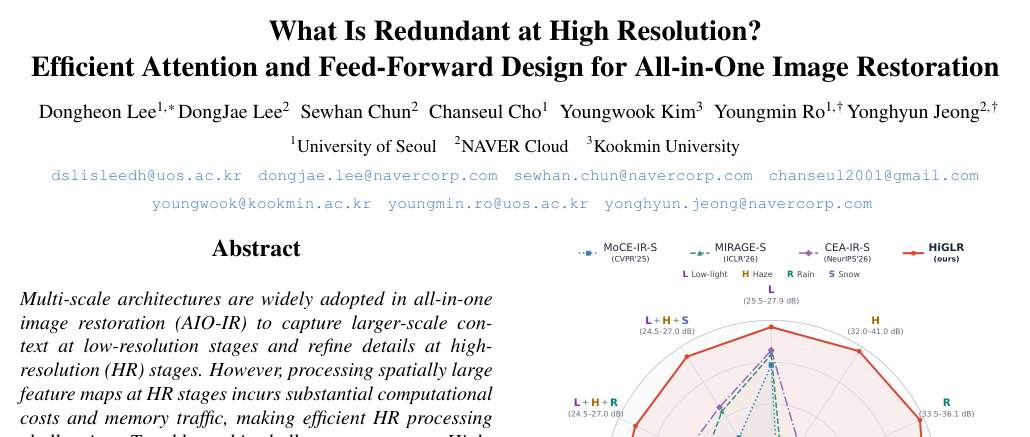 What Is Redundant at High Resolution?
Efficient Attention and Feed-Forward Design for All-in-One Image Restoration
Dongheon Lee1,* DongJae Lee2 Sewhan Chun2 Chanseul Cho1 Youngwook Kim3 Youngmin Ro1,† Yonghyun Jeong2,†
1University of Seoul 2NAVER Cloud 3Kookmin University
dslisleedh@uos.ac.kr dongjae.lee@navercorp.com sewhan.chun@navercorp.com chanseul2001@gmail.com
youngwook@kookmin.ac.kr youngmin.ro@uos.ac.kr yonghyun.jeong@navercorp.com
Abstract
Multi-scale architectures are widely adopted in all-in-one
image restoration (AIO-IR) to capture larger-scale con-
text at low-resolution stages and refine details at high-
resolution (HR) stages. However, processing spatially large
feature maps at HR stages incurs substantial computational
costs and memory traffic, making efficient HR processing
MoCE-IR-S (CVPR'25) MIRAGE-S (ICLR'26) CEA-IR-S (NeurIPS'26) HiGLR (ours)
L Low-light H Haze R Rain S Snow
L
(25.5–27.9 dB)
L+H+S
(24.5–27.0 dB)
H
(32.0–41.0 dB)
L+H+R
(24.5–27.0 dB)
R
(33.5–36.1 dB)